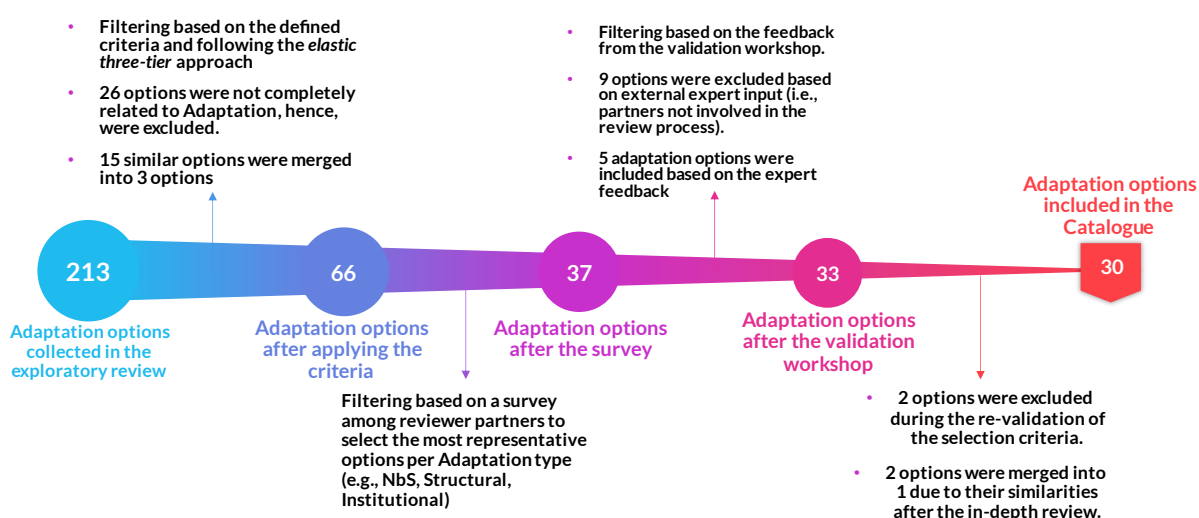 • Filtering based on the defined
criteria and following the elastic
three-tier approach
• 26 options were not completely
related to Adaptation, hence,
were excluded.
• 15 similar options were merged
into 3 options
• Filtering based on the feedback
from the validation workshop.
• 9 options were excluded based
on external expert input (i.e.,
partners not involved in the
review process).
• 5 adaptation options were
included based on the expert
feedback
Adaptation options
included in the
Catalogue
213
66
37
33
30
Adaptation options
collected in the
exploratory review
Adaptation options
after applying the
criteria
Adaptation options
after the survey
Adaptation options
after the validation
workshop
Filtering based on a survey
among reviewer partners to
select the most representative
options per Adaptation type
(e.g., NbS, Structural,
Institutional)
• 2 options were excluded
during the re-validation of
the selection criteria.
• 2 options were merged into
1 due to their similarities
after the in-depth review.